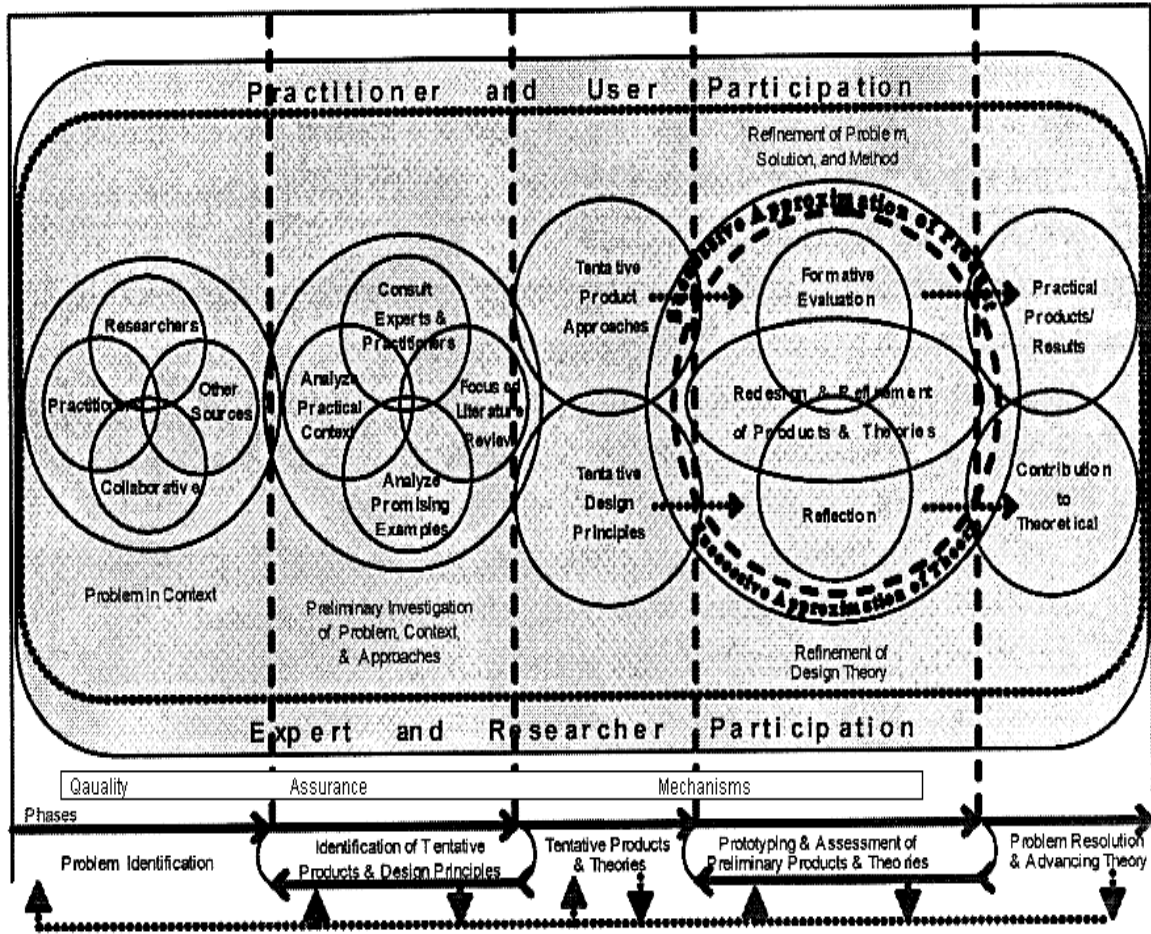 Practitioner and User Participation
Refinement of Problem,
Solution, and Method
Researchers
Practitioners
Other
Sources
Collaborative
Problem in Context
Consult
Experts &
Practitioners
Analyze
Practical
Context
Focused
Literature
Review
Analyze
Promising
Examples
Preliminary Investigation
of Problem, Context,
& Approaches
Tentative
Product
Approaches
Tentative
Design
Principles
Approximation of
Formative
Evaluation
Redesign & Refinement
of Products & Theories
Reflection
Successive Approximation of Theory
Refinement of
Design Theory
Practical
Products/
Results
Contribution
to
Theoretical
Expert and Researcher Participation
Qauality Assurance Mechanisms
Phases
Problem Identification
Identification of Tentative
Products & Design Principles
Tentative Products
& Theories
Prototyping & Assessment of
Preliminary Products & Theories
Problem Resolution
& Advancing Theory